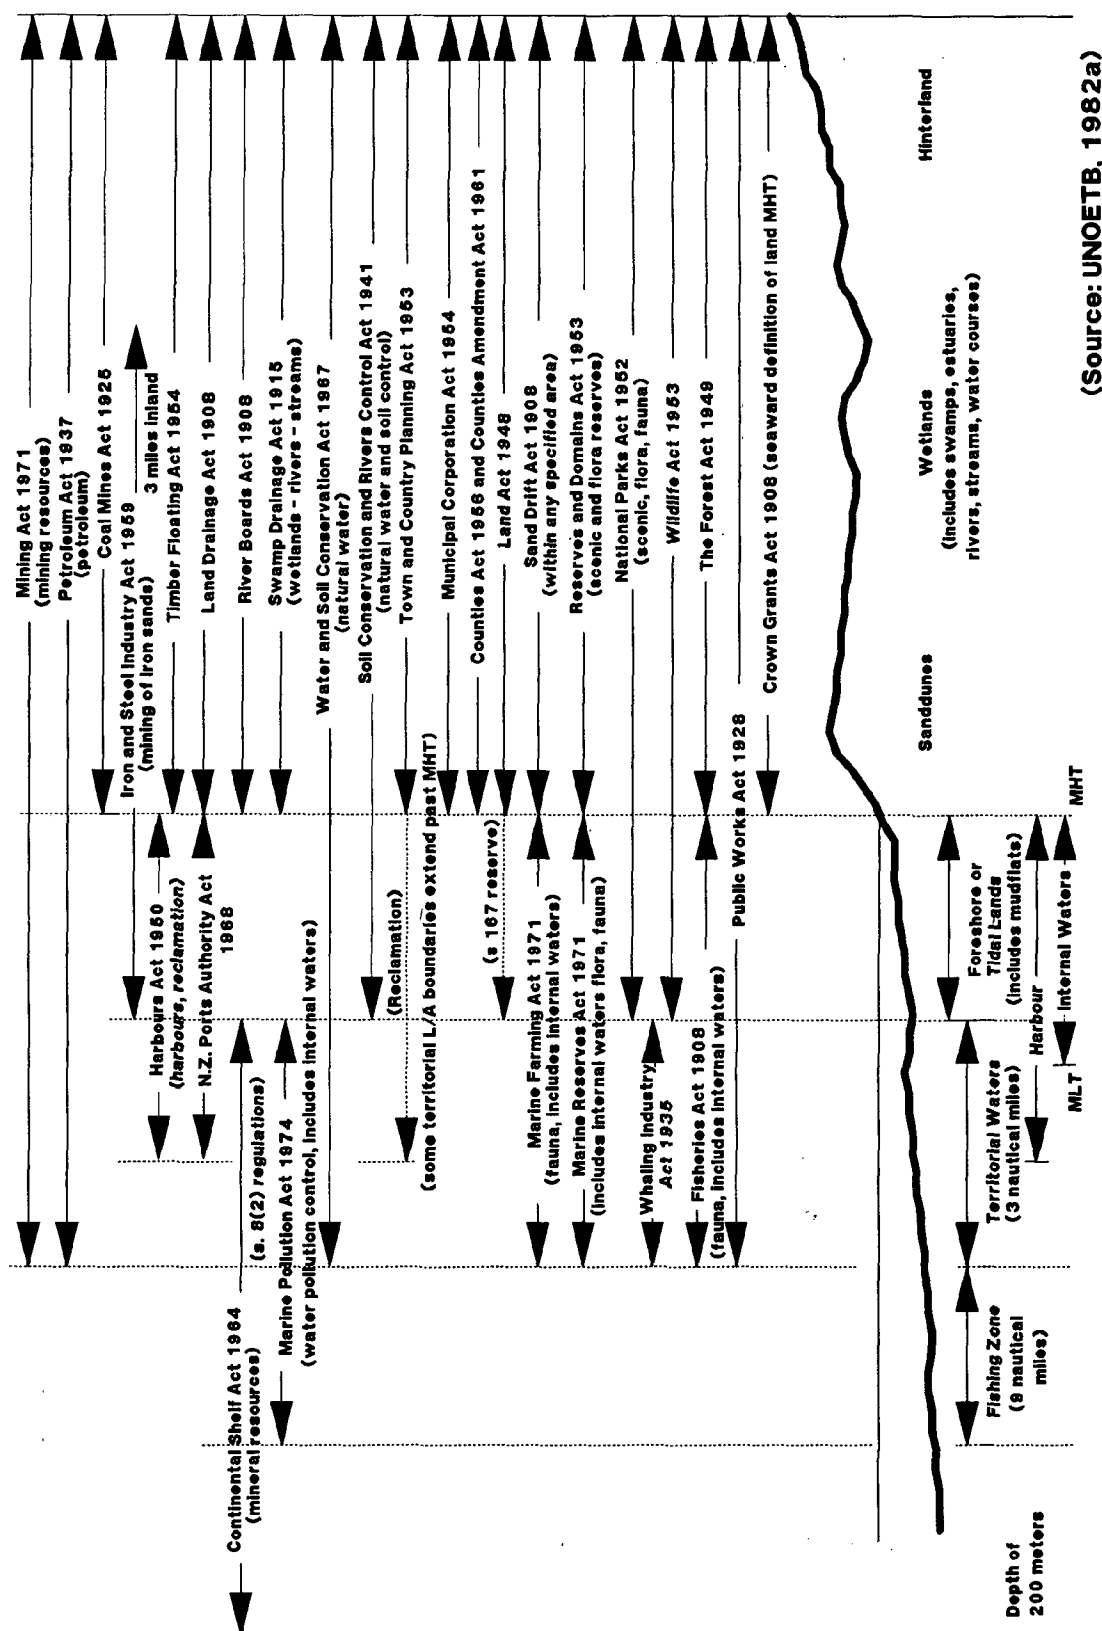 Mining Act 1971
(mining resources)
Petroleum Act 1937
(petroleum)
Coal Mines Act 1925
Iron and Steel Industry Act 1959
(mining of iron sands)
3 miles inland
Harbours Act 1950
(harbours, reclamation)
Timber Floating Act 1954
N.Z. Ports Authority Act
1968
Land Drainage Act 1908
Continental Shelf Act 1964
(mineral resources)
(s. 8(2) regulations)
River Boards Act 1908
Marine Pollution Act 1974
(water pollution control, includes internal waters)
Swamp Drainage Act 1915
(wetlands - rivers - streams)
Water and Soil Conservation Act 1967
(natural water)
Soil Conservation and Rivers Control Act 1941
(natural water and soil control)
(Reclamation)
Town and Country Planning Act 1953
(some territorial L/A boundaries extend past MHT)
Municipal Corporation Act 1954
Counties Act 1956 and Counties Amendment Act 1961
(s 167 reserve)
Land Act 1948
Marine Farming Act 1971
(fauna, includes internal waters)
Sand Drift Act 1908
(within any specified area)
Marine Reserves Act 1971
(includes internal waters flora, fauna)
Reserves and Domains Act 1953
(scenic and flora reserves)
National Parks Act 1952
(scenic, flora, fauna)
Whaling Industry
Act 1935
Wildlife Act 1953
Fisheries Act 1908
(fauna, includes internal waters)
The Forest Act 1949
Public Works Act 1928
Crown Grants Act 1908 (seaward definition of land MHT)
Sanddunes
Wetlands
(includes swamps, estuaries,
rivers, streams, water courses)
Hinterland
Depth of
200 meters
Fishing Zone
(9 nautical
miles)
Territorial Waters
(3 nautical miles)
Foreshore or
Tidal Lands
(includes mudflats)
Harbour
Internal Waters
MLT
MHT
(Source: UNOETB. 1982a)